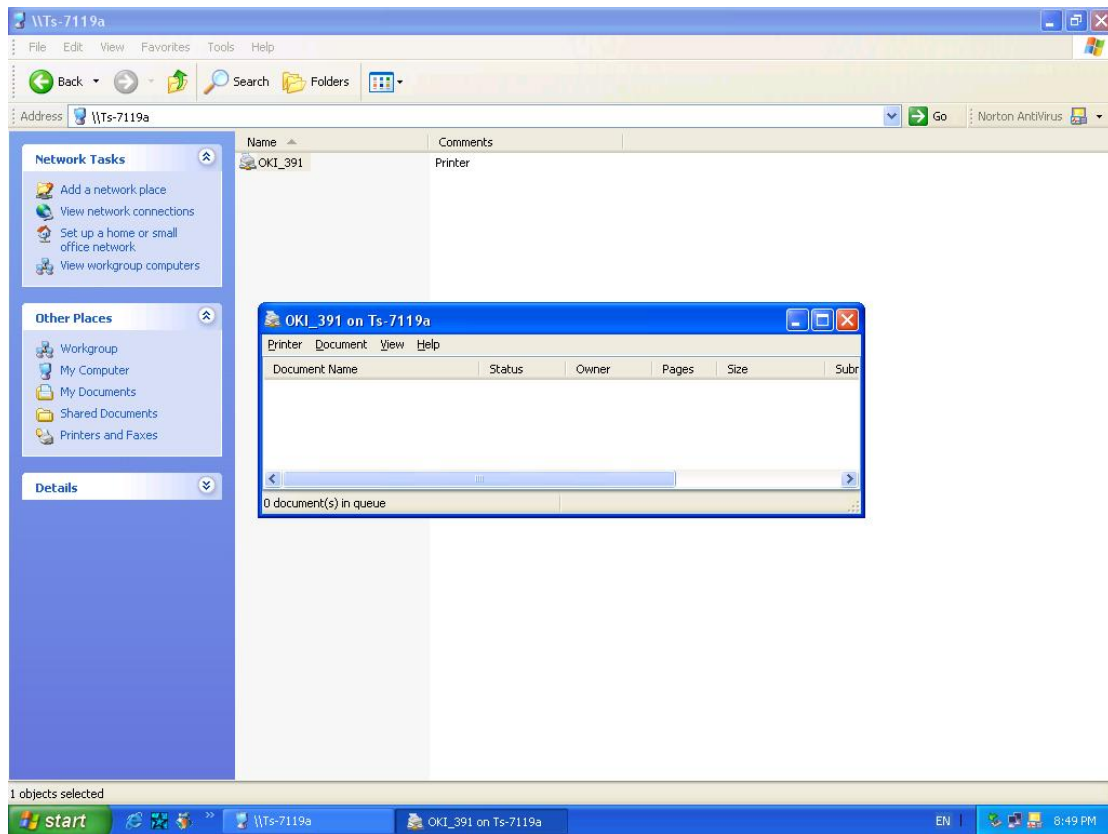 \\Ts-7119a
File Edit View Favorites Tools Help
Back Search Folders
Address \\Ts-7119a Go Norton AntiVirus
Name Comments
OKI_391 Printer
Network Tasks
Add a network place
View network connections
Set up a home or small
office network
View workgroup computers
Other Places
Workgroup
My Computer
My Documents
Shared Documents
Printers and Faxes
Details
OKI_391 on Ts-7119a
Printer Document View Help
Document Name Status Owner Pages Size Subr
0 document(s) in queue
1 objects selected
start \\Ts-7119a OKI_391 on Ts-7119a EN 8:49 PM